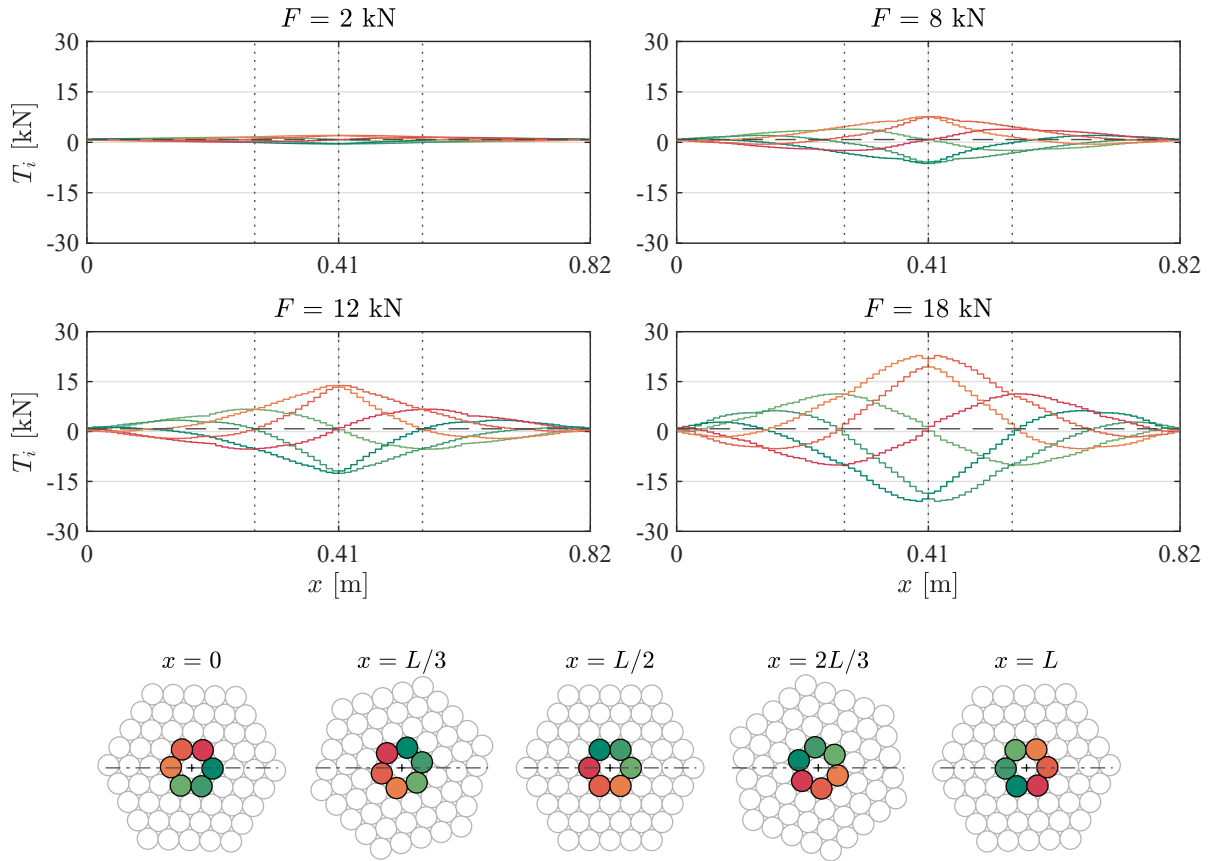 F = 2 kN
F = 8 kN
30
15
0
-15
-30
T_i [kN]
0
0.41
0.82
30
15
0
-15
-30
0
0.41
0.82
F = 12 kN
F = 18 kN
30
15
0
-15
-30
T_i [kN]
0
0.41
0.82
x [m]
30
15
0
-15
-30
0
0.41
0.82
x [m]
x = 0
x = L/3
x = L/2
x = 2L/3
x = L